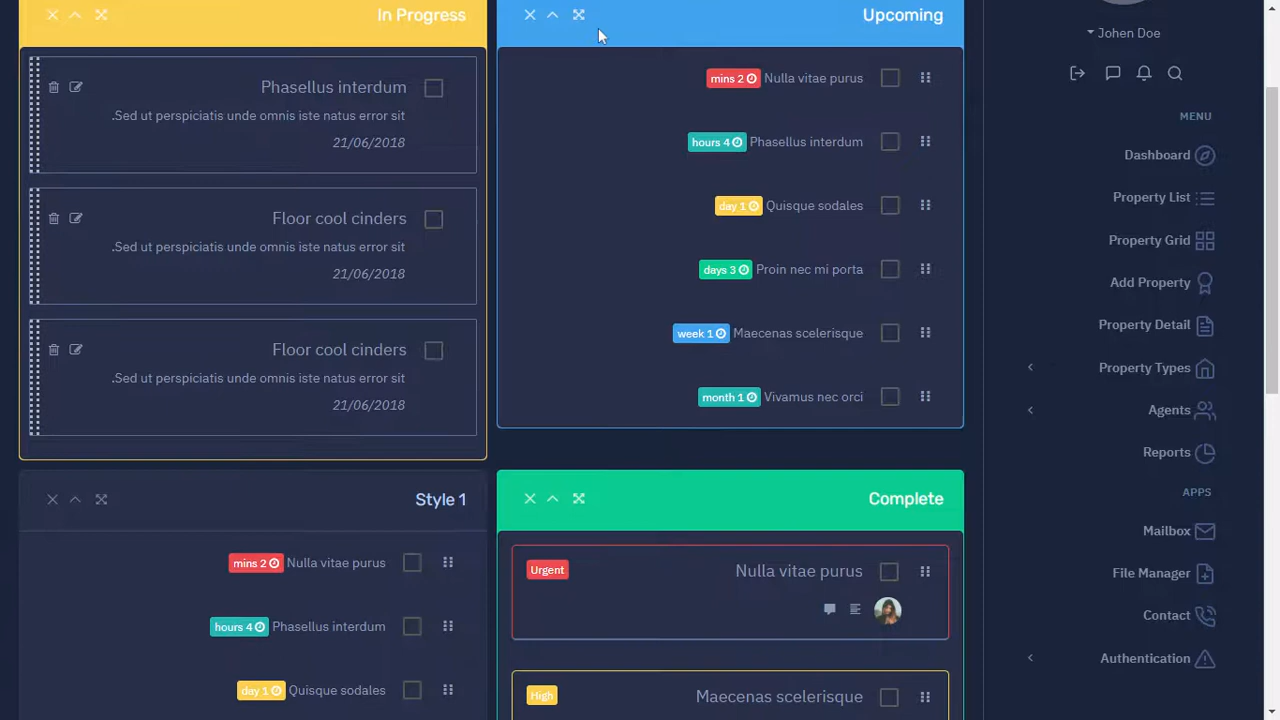 In Progress
Phasellus interdum
.Sed ut perspiciatis unde omnis iste natus error sit
21/06/2018
Floor cool cinders
.Sed ut perspiciatis unde omnis iste natus error sit
21/06/2018
Floor cool cinders
.Sed ut perspiciatis unde omnis iste natus error sit
21/06/2018
Upcoming
mins 2 Nulla vitae purus
hours 4 Phasellus interdum
day 1 Quisque sodales
days 3 Proin nec mi porta
week 1 Maecenas scelerisque
month 1 Vivamus nec orci
Style 1
mins 2 Nulla vitae purus
hours 4 Phasellus interdum
day 1 Quisque sodales
Complete
Urgent Nulla vitae purus
High Maecenas scelerisque
Johen Doe
MENU
Dashboard
Property List
Property Grid
Add Property
Property Detail
Property Types
Agents
Reports
APPS
Mailbox
File Manager
Contact
Authentication